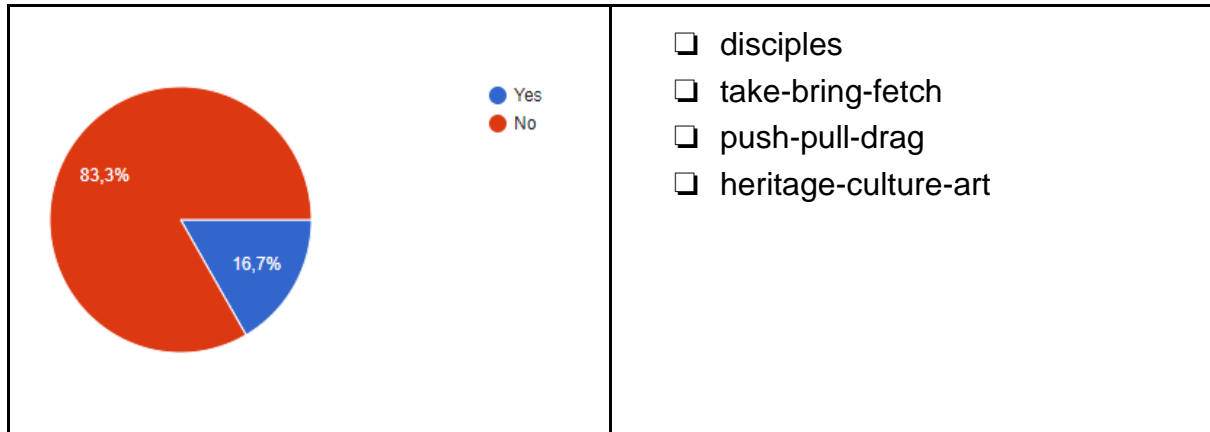 Yes
No
83,3%
16,7%
❏ disciples
❏ take-bring-fetch
❏ push-pull-drag
❏ heritage-culture-art